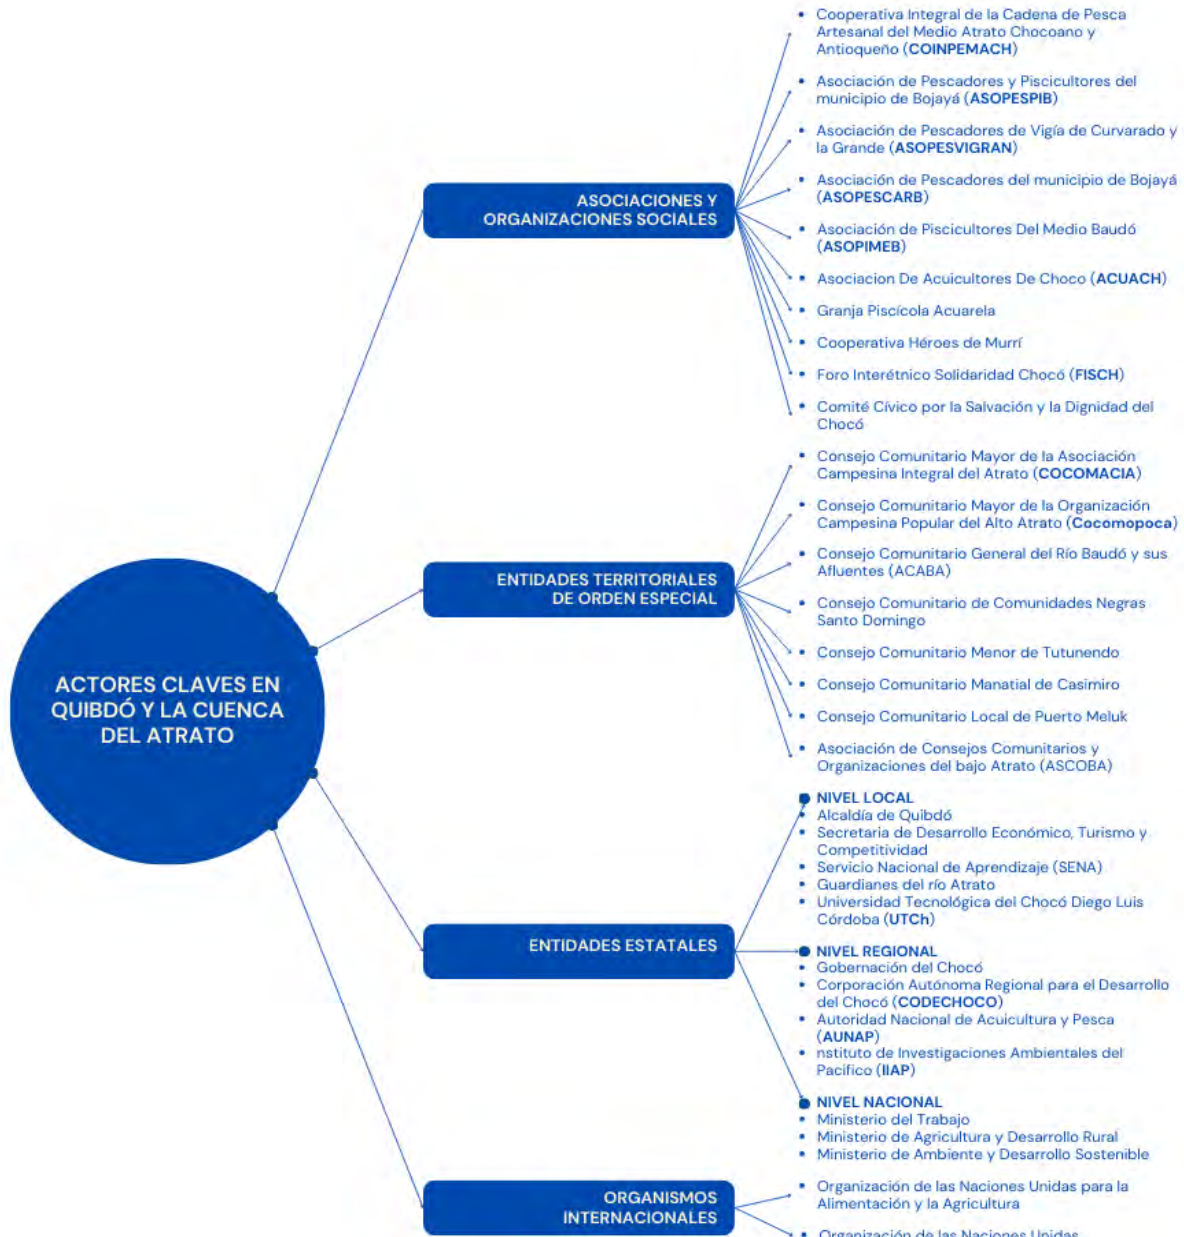 ACTORES CLAVES EN
QUIBDÓ Y LA CUENCA
DEL ATRATO
ASOCIACIONES Y
ORGANIZACIONES SOCIALES
• Cooperativa Integral de la Cadena de Pesca
Artesanal del Medio Atrato Chocoano y
Antioqueño (COINPEMACH)
• Asociación de Pescadores y Piscicultores del
municipio de Bojayá (ASOPESPIB)
• Asociación de Pescadores de Vigía de Curvarado y
la Grande (ASOPESVIGRAN)
• Asociación de Pescadores del municipio de Bojayá
(ASOPESCARB)
• Asociación de Piscicultores Del Medio Baudó
(ASOPIMEB)
• Asociacion De Acuicultores De Choco (ACUACH)
• Granja Piscícola Acuarela
• Cooperativa Héroes de Murrí
• Foro Interétnico Solidaridad Chocó (FISCH)
• Comité Cívico por la Salvación y la Dignidad del
Chocó
ENTIDADES TERRITORIALES
DE ORDEN ESPECIAL
• Consejo Comunitario Mayor de la Asociación
Campesina Integral del Atrato (COCOMACIA)
• Consejo Comunitario Mayor de la Organización
Campesina Popular del Alto Atrato (Cocomopoca)
• Consejo Comunitario General del Río Baudó y sus
Afluentes (ACABA)
• Consejo Comunitario de Comunidades Negras
Santo Domingo
• Consejo Comunitario Menor de Tutunendo
• Consejo Comunitario Manatial de Casimiro
• Consejo Comunitario Local de Puerto Meluk
• Asociación de Consejos Comunitarios y
Organizaciones del bajo Atrato (ASCOBA)
ENTIDADES ESTATALES
NIVEL LOCAL
• Alcaldía de Quibdó
• Secretaria de Desarrollo Económico, Turismo y
Competitividad
• Servicio Nacional de Aprendizaje (SENA)
• Guardianes del río Atrato
• Universidad Tecnológica del Chocó Diego Luis
Córdoba (UTCh)
NIVEL REGIONAL
• Gobernación del Chocó
• Corporación Autónoma Regional para el Desarrollo
del Chocó (CODECHOCO)
• Autoridad Nacional de Acuicultura y Pesca
(AUNAP)
• nstituto de Investigaciones Ambientales del
Pacífico (IIAP)
NIVEL NACIONAL
• Ministerio del Trabajo
• Ministerio de Agricultura y Desarrollo Rural
• Ministerio de Ambiente y Desarrollo Sostenible
ORGANISMOS
INTERNACIONALES
• Organización de las Naciones Unidas para la
Alimentación y la Agricultura
• Organización de las Naciones Unidas